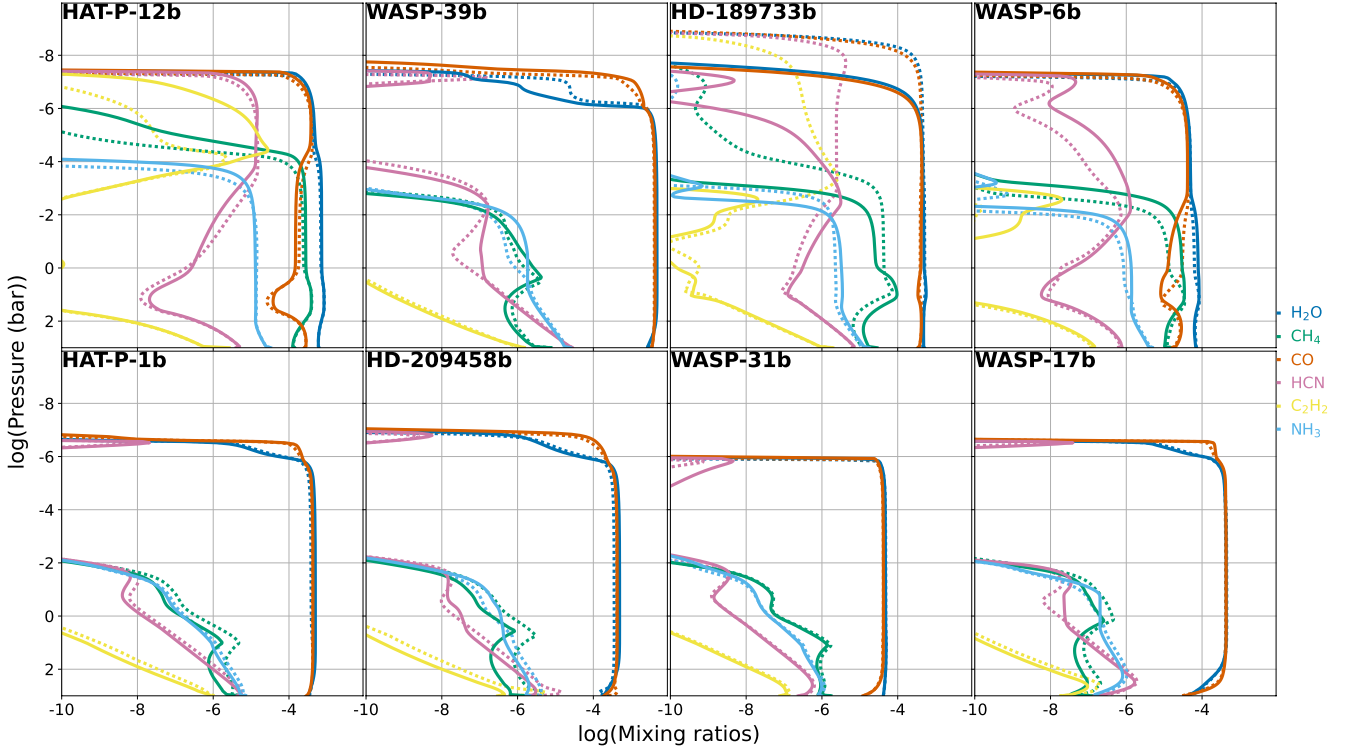 HAT-P-12b WASP-39b HD-189733b WASP-6b
-8
-6
-4
-2
0
2
H₂O
CH₄
CO
HCN
C₂H₂
NH₃
log(Pressure (bar))
HAT-P-1b HD-209458b WASP-31b WASP-17b
-8
-6
-4
-2
0
2
-10 -8 -6 -4 -10 -8 -6 -4 -10 -8 -6 -4 -10 -8 -6 -4
log(Mixing ratios)